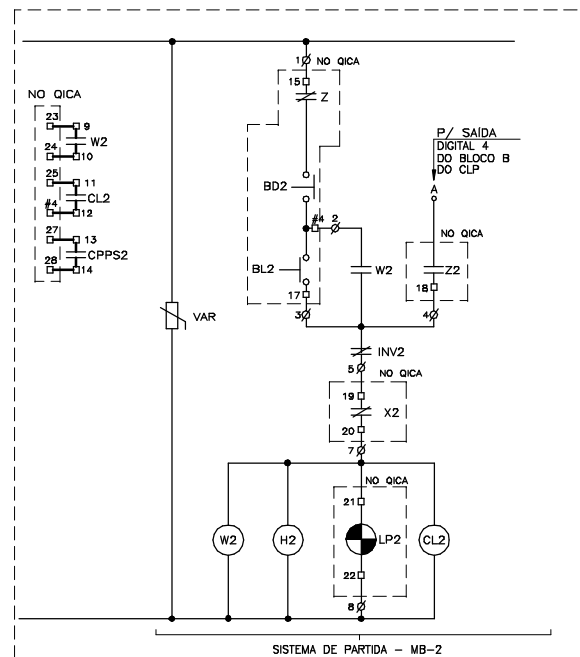 1 NO QICA
15
Z
NO QICA
23
9
W2
24
10
25
11
CL2
#4
12
27
13
CPPS2
28
14
P/ SAÍDA
DIGITAL 4
DO BLOCO B
DO CLP
A
BD2
#4
2
NO QICA
BL2
W2
Z2
17
18
3
4
VAR
INV2
5
NO QICA
19
X2
20
7
NO QICA
21
W2
H2
LP2
CL2
22
8
SISTEMA DE PARTIDA – MB-2